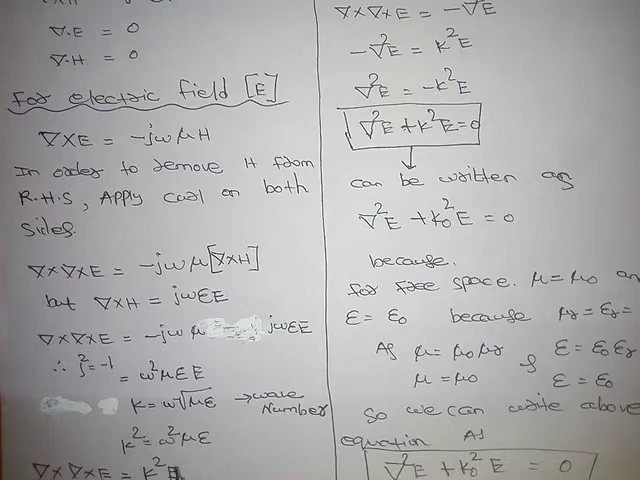 ∇·E = 0
∇·H = 0
For electric field [E]
∇×E = -jωμH
In order to remove H from
R.H.S, Apply curl on both
sides.
∇×∇×E = -jωμ[∇×H]
but ∇×H = jωεE
∇×∇×E = -jωμ jωεE
∴ j²=-1 = ω²μεE
K=ω√με → wave
Number
K²=ω²με
∇×∇×E = K²E
∇×∇×E = -∇²E
-∇²E = K²E
∇²E = -K²E
∇²E+K²E=0
can be written as
∇²E + K₀²E = 0
because.
for free space. μ=μ₀ an
ε = ε₀ because μr=εr=
As μ=μ₀μr & ε=ε₀εr
μ=μ₀ ε=ε₀
So we can write above
equation As
∇²E + K₀²E = 0